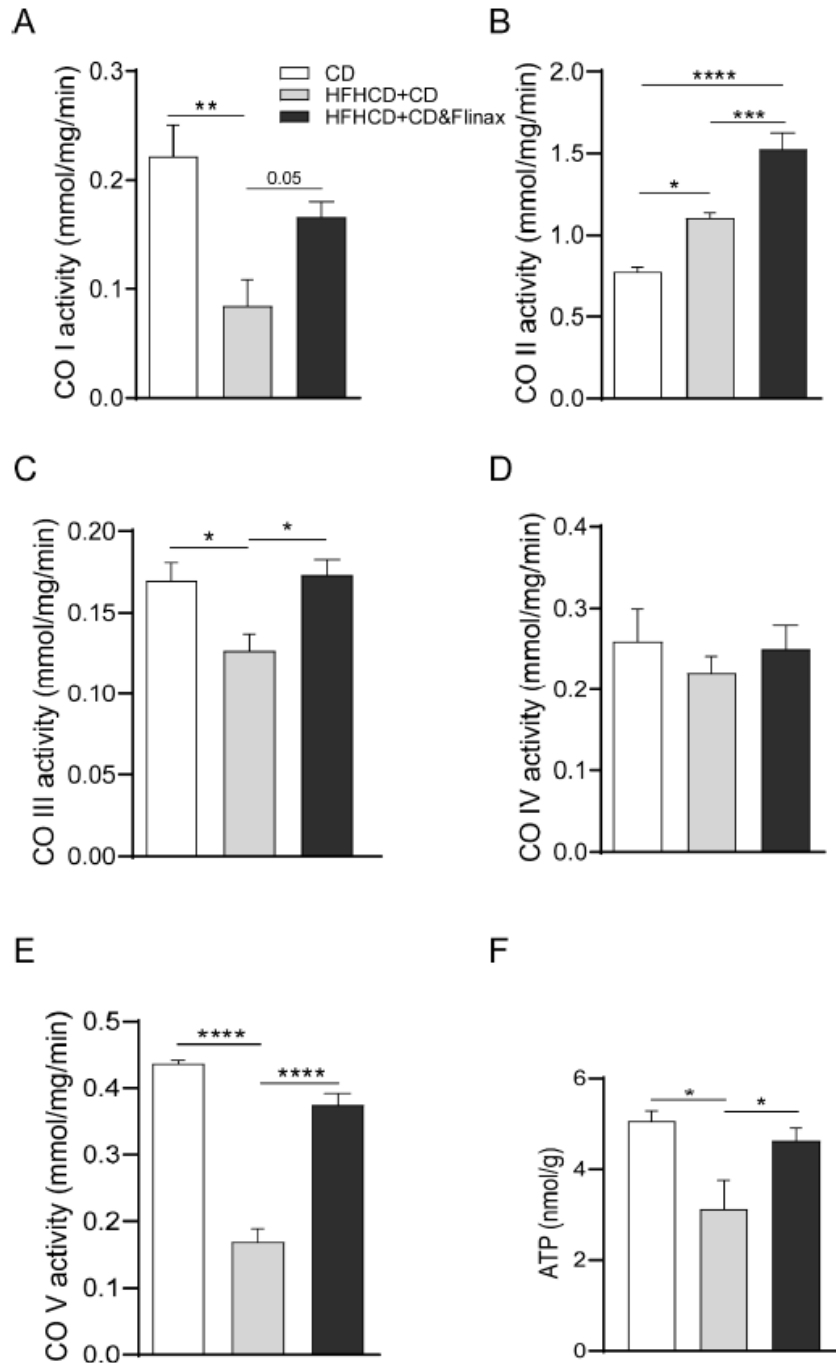 A
CO I activity (mmol/mg/min)
0.3
0.2
0.1
0.0
**
0.05
CD
HFHCD+CD
HFHCD+CD&Flinax
B
CO II activity (mmol/mg/min)
2.0
1.5
1.0
0.5
0.0
****
***
*
C
CO III activity (mmol/mg/min)
0.20
0.15
0.10
0.05
0.00
*
*
D
CO IV activity (mmol/mg/min)
0.4
0.3
0.2
0.1
0.0
E
CO V activity (mmol/mg/min)
0.5
0.4
0.3
0.2
0.1
0.0
****
****
F
ATP (nmol/g)
6
4
2
0
*
*